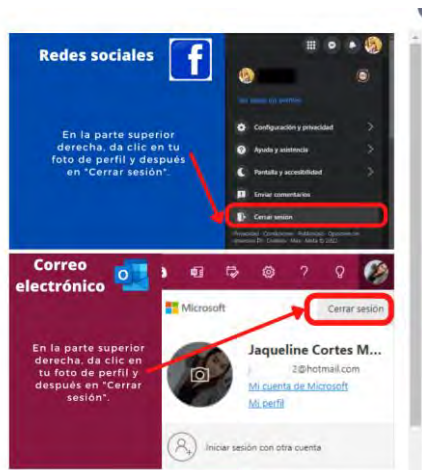 Redes sociales
f
En la parte superior
derecha, da clic en tu
foto de perfil y después
en "Cerrar sesión".
Configuración y privacidad
Ayuda y asistencia
Pantalla y accesibilidad
Enviar comentarios
Cerrar sesión
Correo
electrónico
En la parte superior
derecha, da clic en
tu foto de perfil y
después en "Cerrar
sesión".
Microsoft
Cerrar sesión
Jaqueline Cortes M...
2@hotmail.com
Mi cuenta de Microsoft
Mi perfil
Iniciar sesión con otra cuenta